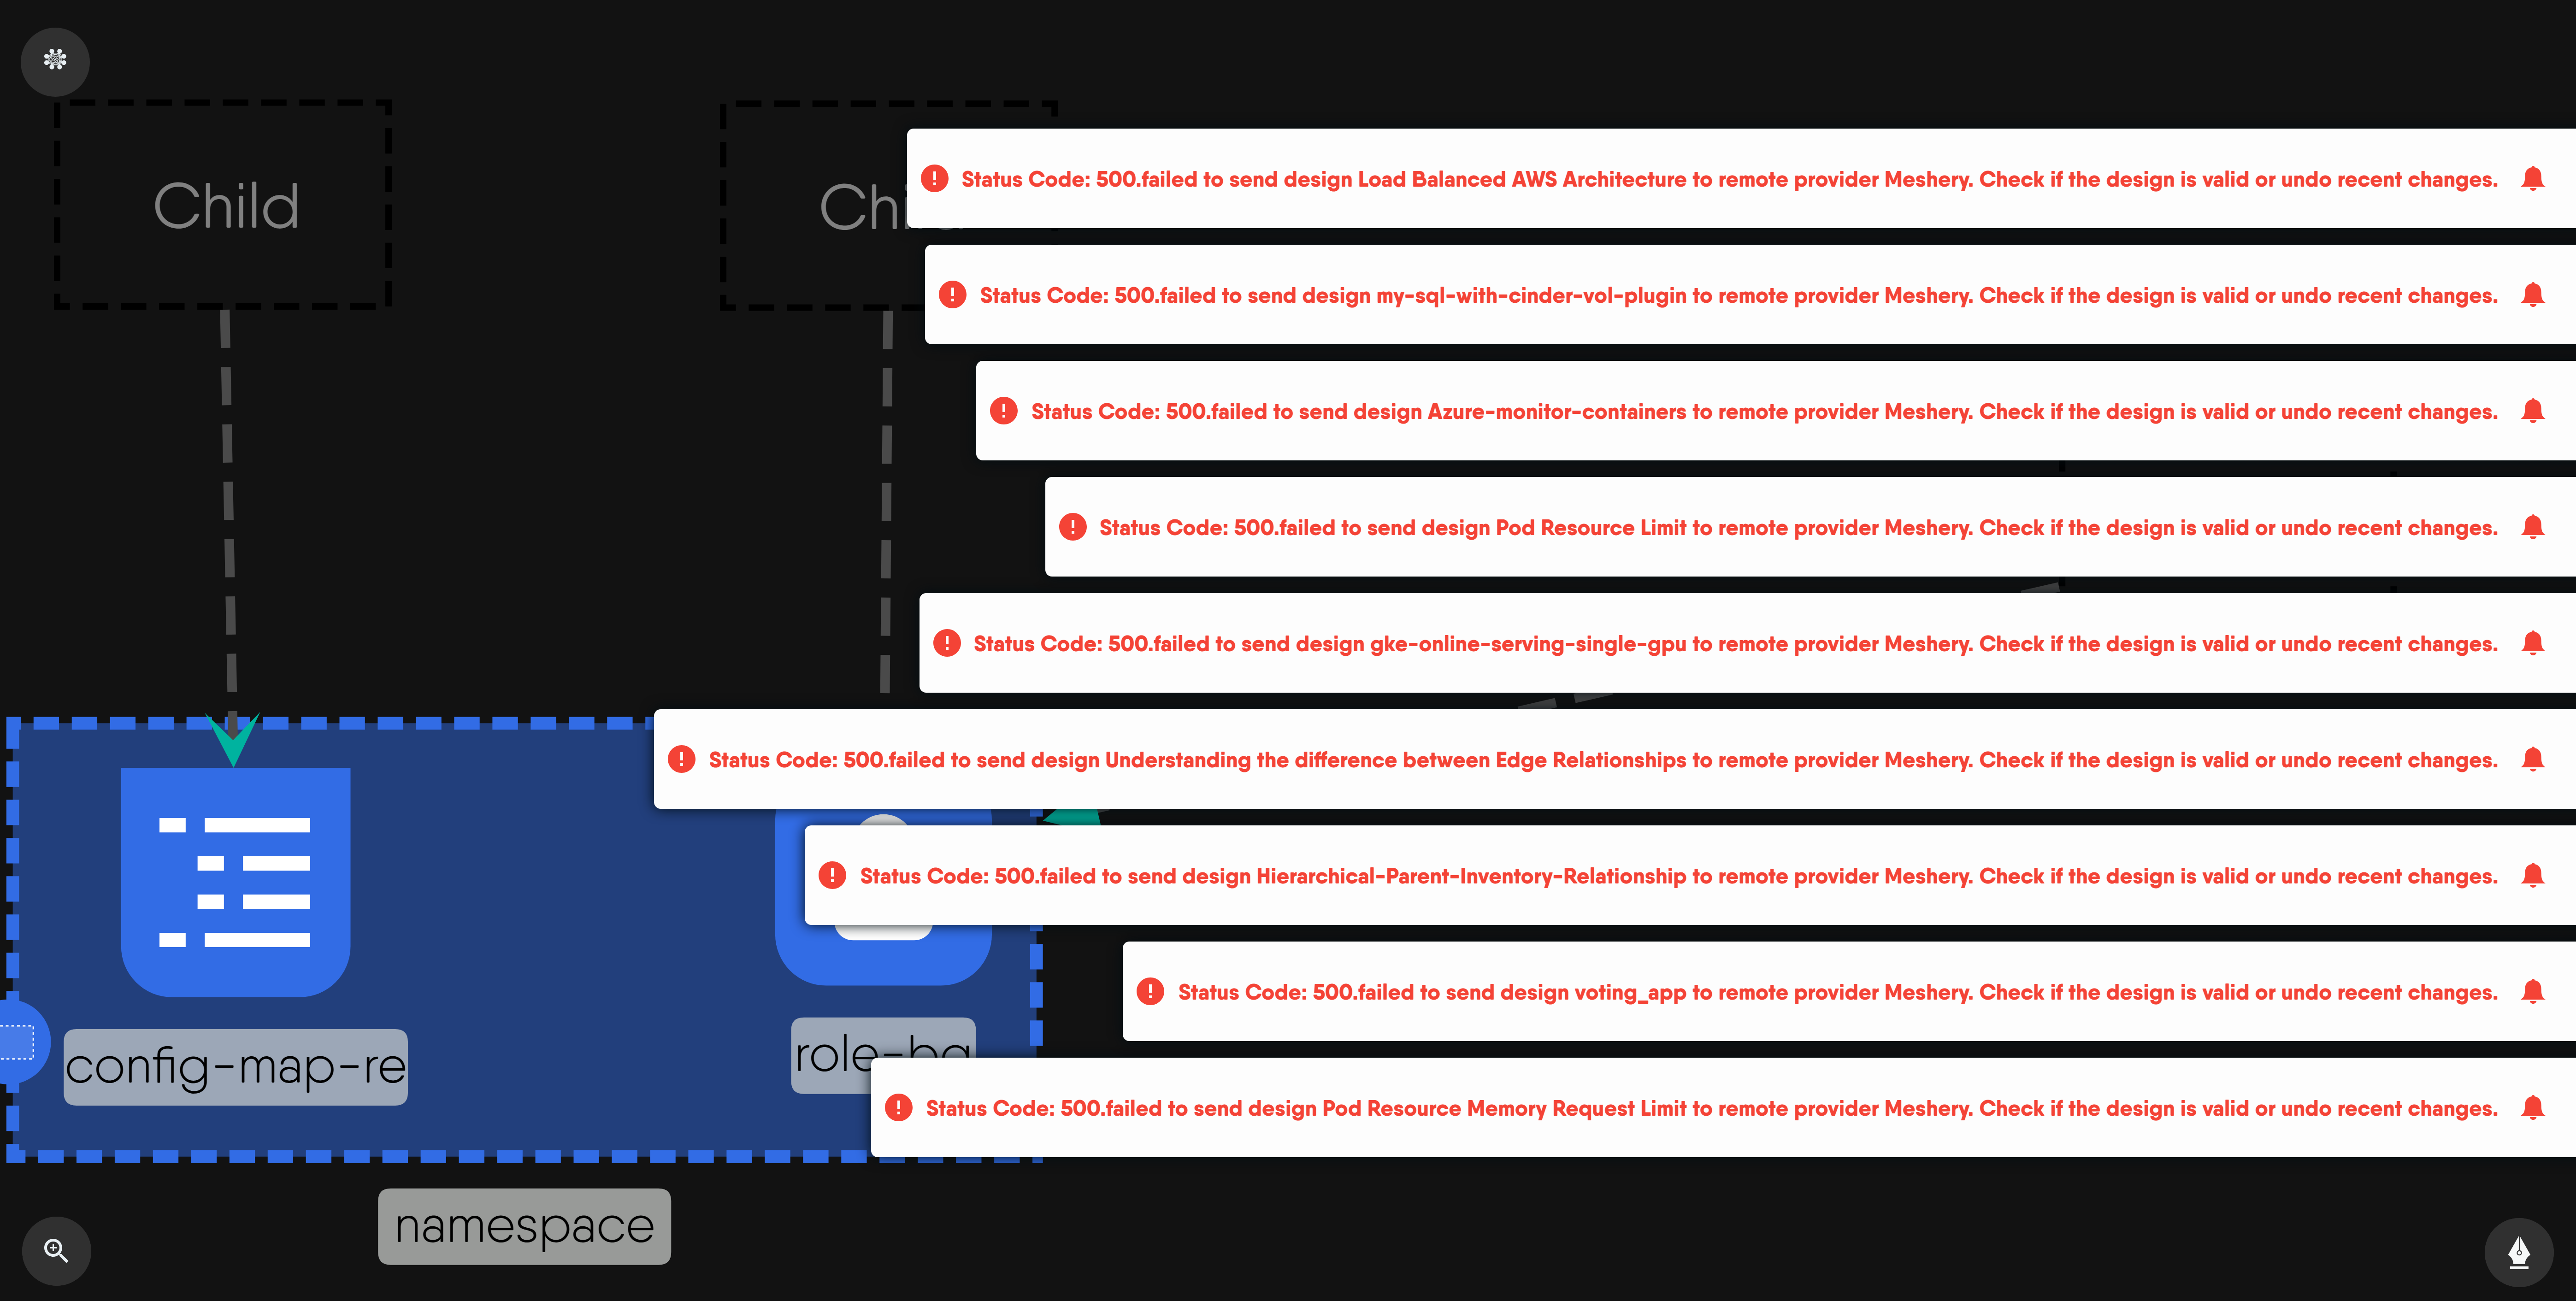 Child
Status Code: 500.failed to send design Load Balanced AWS Architecture to remote provider Meshery. Check if the design is valid or undo recent changes.
Status Code: 500.failed to send design my-sql-with-cinder-vol-plugin to remote provider Meshery. Check if the design is valid or undo recent changes.
Status Code: 500.failed to send design Azure-monitor-containers to remote provider Meshery. Check if the design is valid or undo recent changes.
Status Code: 500.failed to send design Pod Resource Limit to remote provider Meshery. Check if the design is valid or undo recent changes.
Status Code: 500.failed to send design gke-online-serving-single-gpu to remote provider Meshery. Check if the design is valid or undo recent changes.
Status Code: 500.failed to send design Understanding the difference between Edge Relationships to remote provider Meshery. Check if the design is valid or undo recent changes.
Status Code: 500.failed to send design Hierarchical-Parent-Inventory-Relationship to remote provider Meshery. Check if the design is valid or undo recent changes.
Status Code: 500.failed to send design voting_app to remote provider Meshery. Check if the design is valid or undo recent changes.
config-map-re
Status Code: 500.failed to send design Pod Resource Memory Request Limit to remote provider Meshery. Check if the design is valid or undo recent changes.
namespace